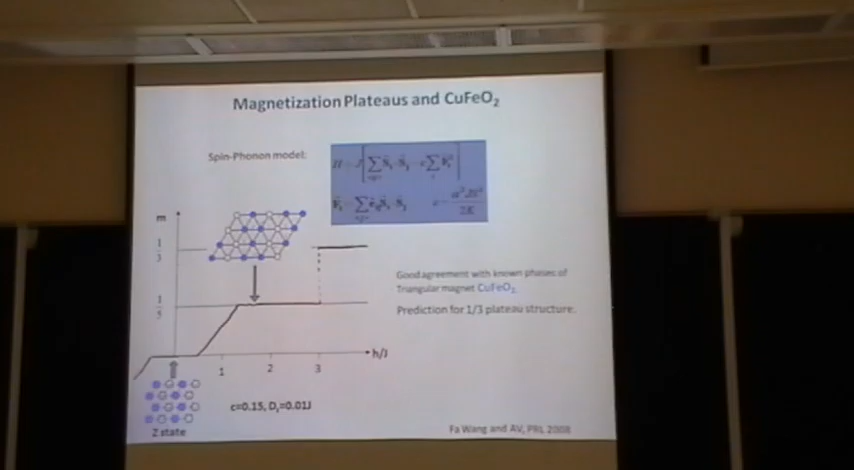 Magnetization Plateaus and CuFeO₂
Spin-Phonon model:
m
1
3
1
5
1
2
3
h/J
Good agreement with known phases of
Triangular magnet CuFeO₂.
Prediction for 1/3 plateau structure.
c=0.15, D_z=0.01J
Z state
Fa Wang and AV, PRL 2008